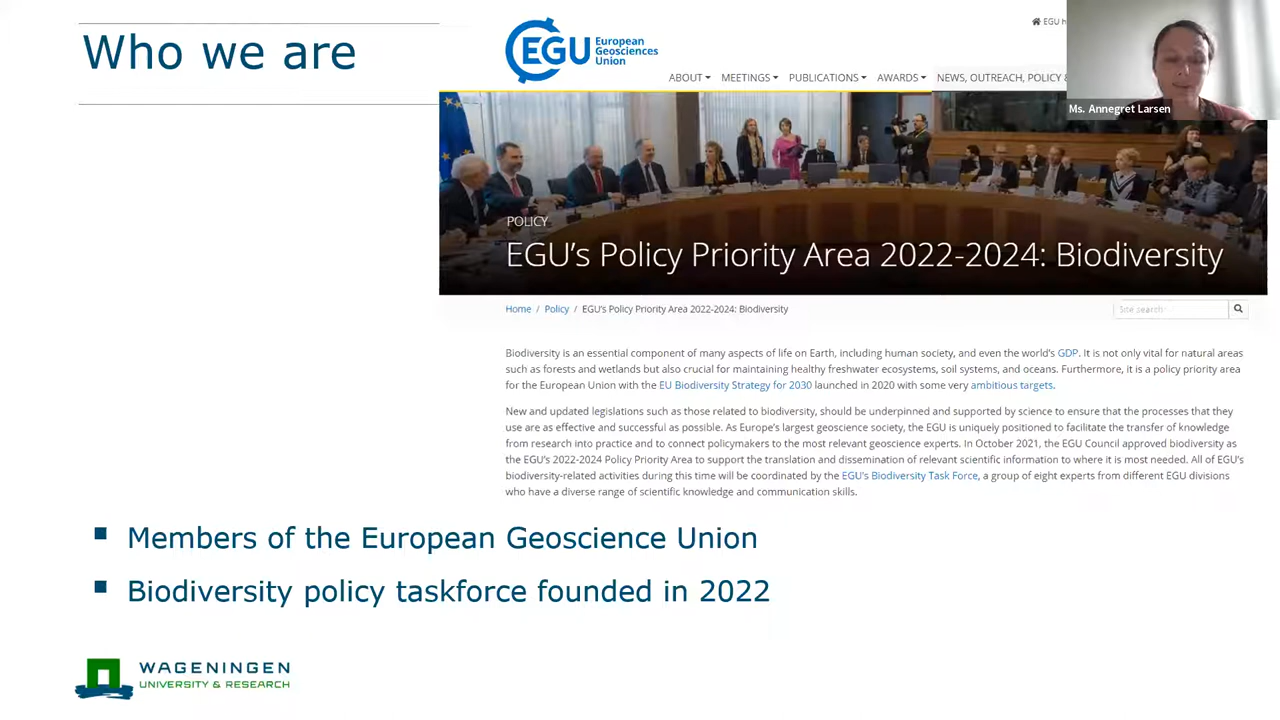 Who we are
EGU
European
Geosciences
Union
EGU
ABOUT
MEETINGS
PUBLICATIONS
AWARDS
NEWS, OUTREACH, POLICY &
Ms. Annegret Larsen
POLICY
EGU's Policy Priority Area 2022-2024: Biodiversity
Home / Policy / EGU's Policy Priority Area 2022-2024: Biodiversity
Site search
Biodiversity is an essential component of many aspects of life on Earth, including human society, and even the world's GDP. It is not only vital for natural areas
such as forests and wetlands but also crucial for maintaining healthy freshwater ecosystems, soil systems, and oceans. Furthermore, it is a policy priority area
for the European Union with the EU Biodiversity Strategy for 2030 launched in 2020 with some very ambitious targets.
New and updated legislations such as those related to biodiversity, should be underpinned and supported by science to ensure that the processes that they
use are as effective and successful as possible. As Europe's largest geoscience society, the EGU is uniquely positioned to facilitate the transfer of knowledge
from research into practice and to connect policymakers to the most relevant geoscience experts. In October 2021, the EGU Council approved biodiversity as
the EGU's 2022-2024 Policy Priority Area to support the translation and dissemination of relevant scientific information to where it is most needed. All of EGU's
biodiversity-related activities during this time will be coordinated by the EGU's Biodiversity Task Force, a group of eight experts from different EGU divisions
who have a diverse range of scientific knowledge and communication skills.
Members of the European Geoscience Union
Biodiversity policy taskforce founded in 2022
WAGENINGEN
UNIVERSITY & RESEARCH